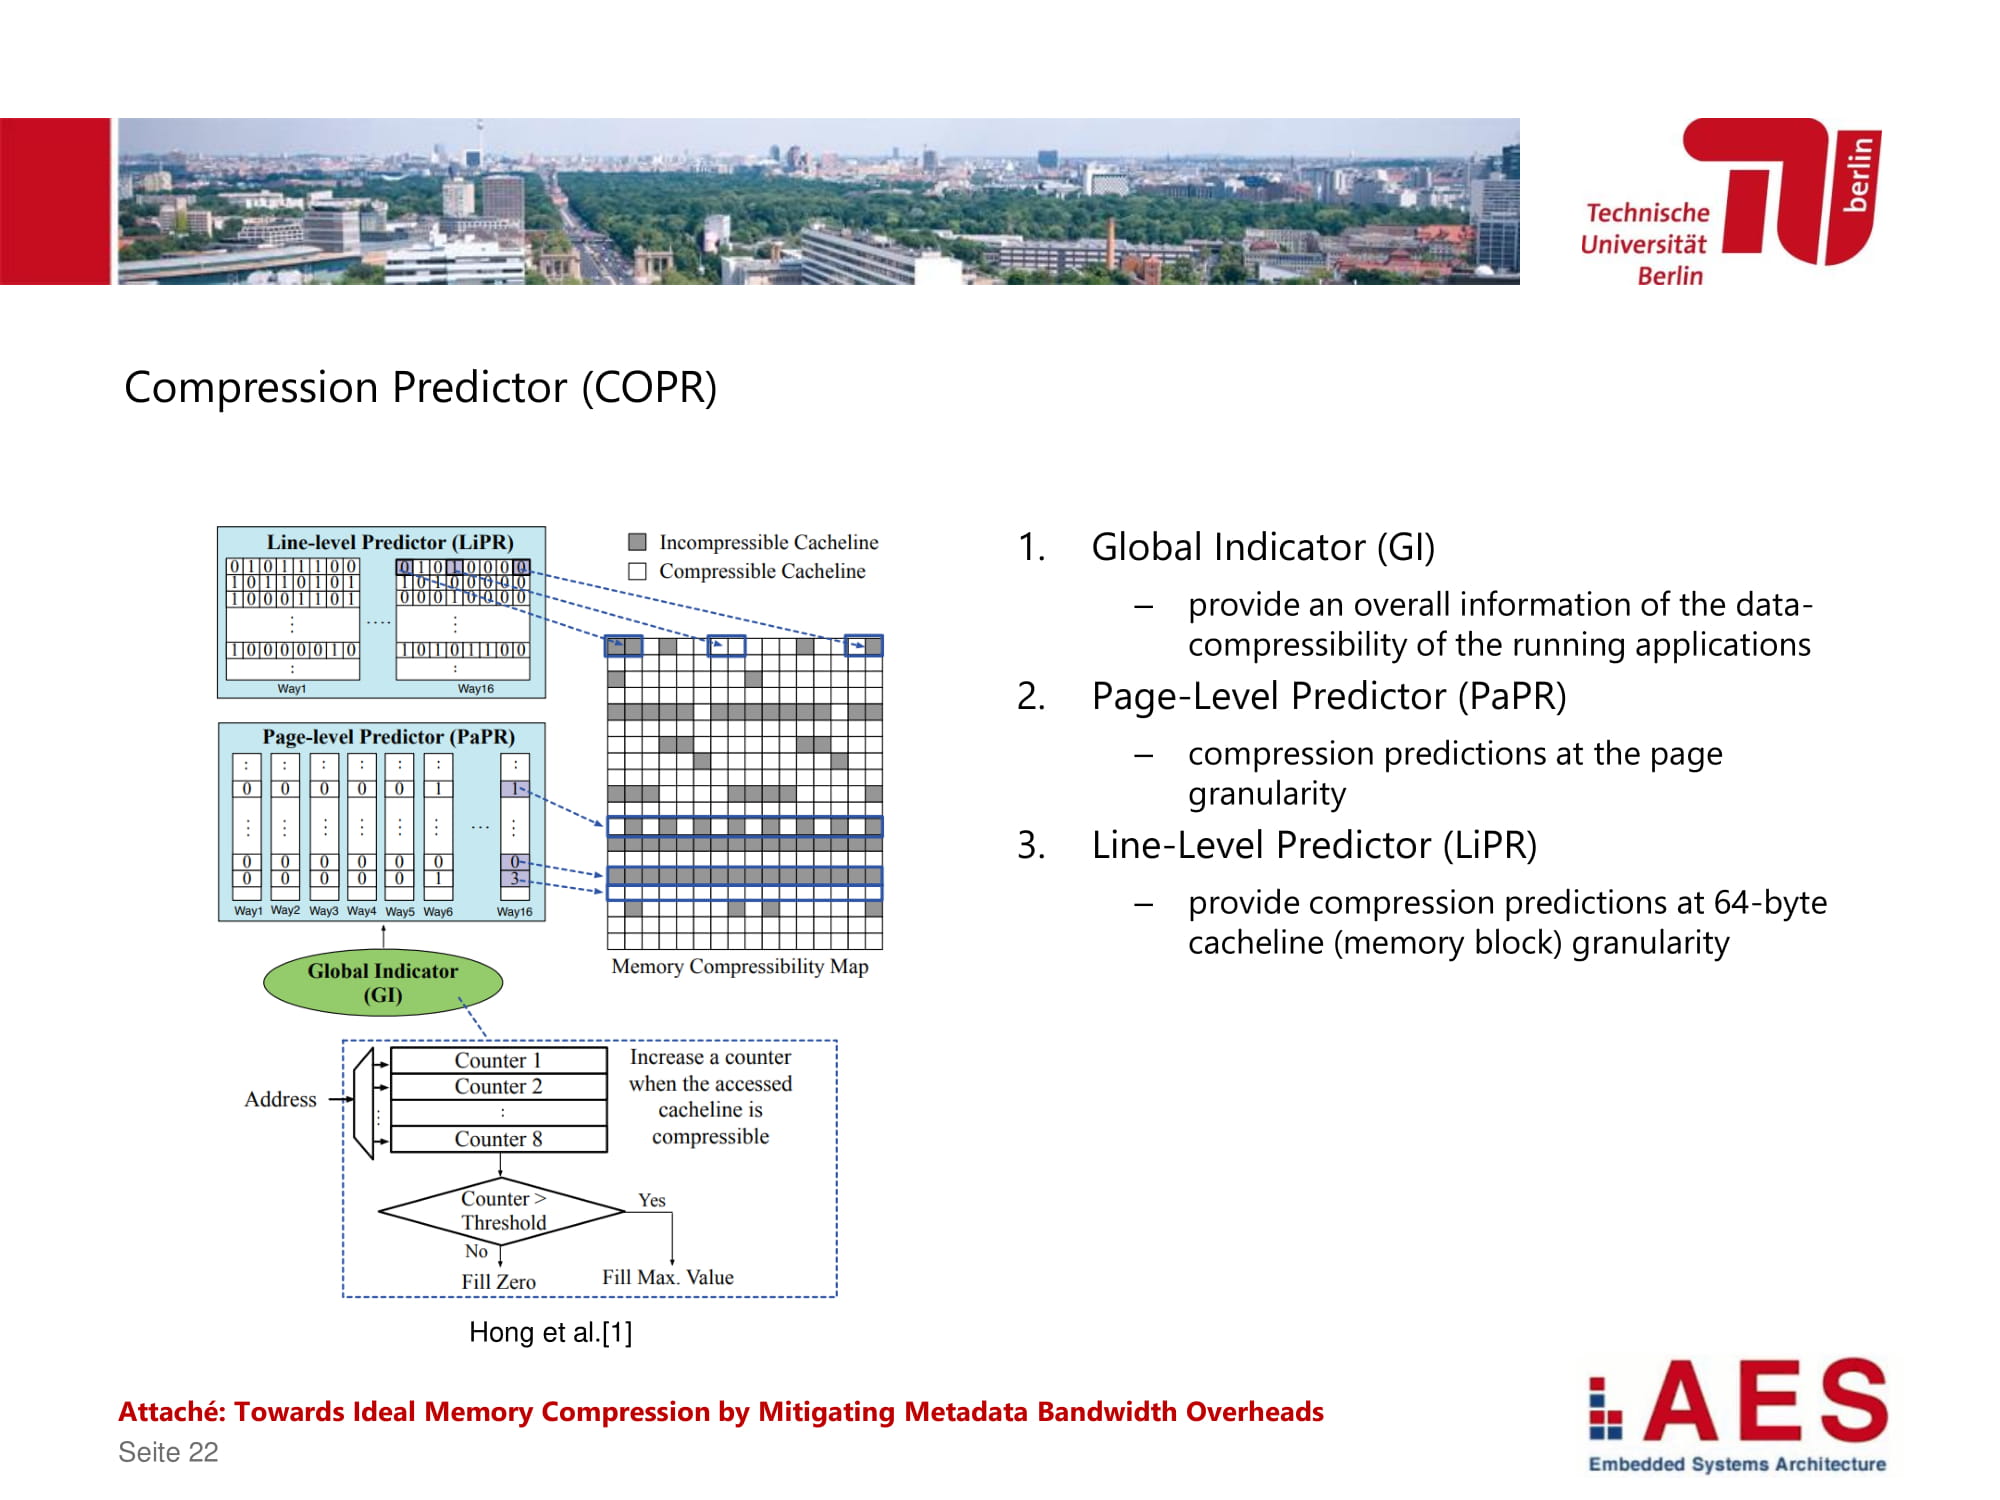 Technische
Universität
Berlin
berlin
Compression Predictor (COPR)
Line-level Predictor (LiPR)
0 1 0 1 1 1 0 0
1 0 1 1 0 1 0 1
1 0 0 0 1 1 0 1
:
1 0 0 0 0 0 1 0
:
Way1
....
0 1 0 1 0 0 0 0
1 0 1 0 0 0 0 0
0 0 0 1 0 0 0 0
:
1 0 1 0 1 1 0 0
:
Way16
Incompressible Cacheline
Compressible Cacheline
Page-level Predictor (PaPR)
: : : : : : :
0 0 0 0 0 1 1
: : : : : : ... :
0 0 0 0 0 0 0
0 0 0 0 0 1 3
Way1 Way2 Way3 Way4 Way5 Way6 Way16
Memory Compressibility Map
Global Indicator
(GI)
Address
Counter 1
Counter 2
:
Counter 8
Increase a counter
when the accessed
cacheline is
compressible
Counter >
Threshold
Yes
No
Fill Zero
Fill Max. Value
Hong et al.[1]
1. Global Indicator (GI)
– provide an overall information of the data-
compressibility of the running applications
2. Page-Level Predictor (PaPR)
– compression predictions at the page
granularity
3. Line-Level Predictor (LiPR)
– provide compression predictions at 64-byte
cacheline (memory block) granularity
Attaché: Towards Ideal Memory Compression by Mitigating Metadata Bandwidth Overheads
Seite 22
AES
Embedded Systems Architecture